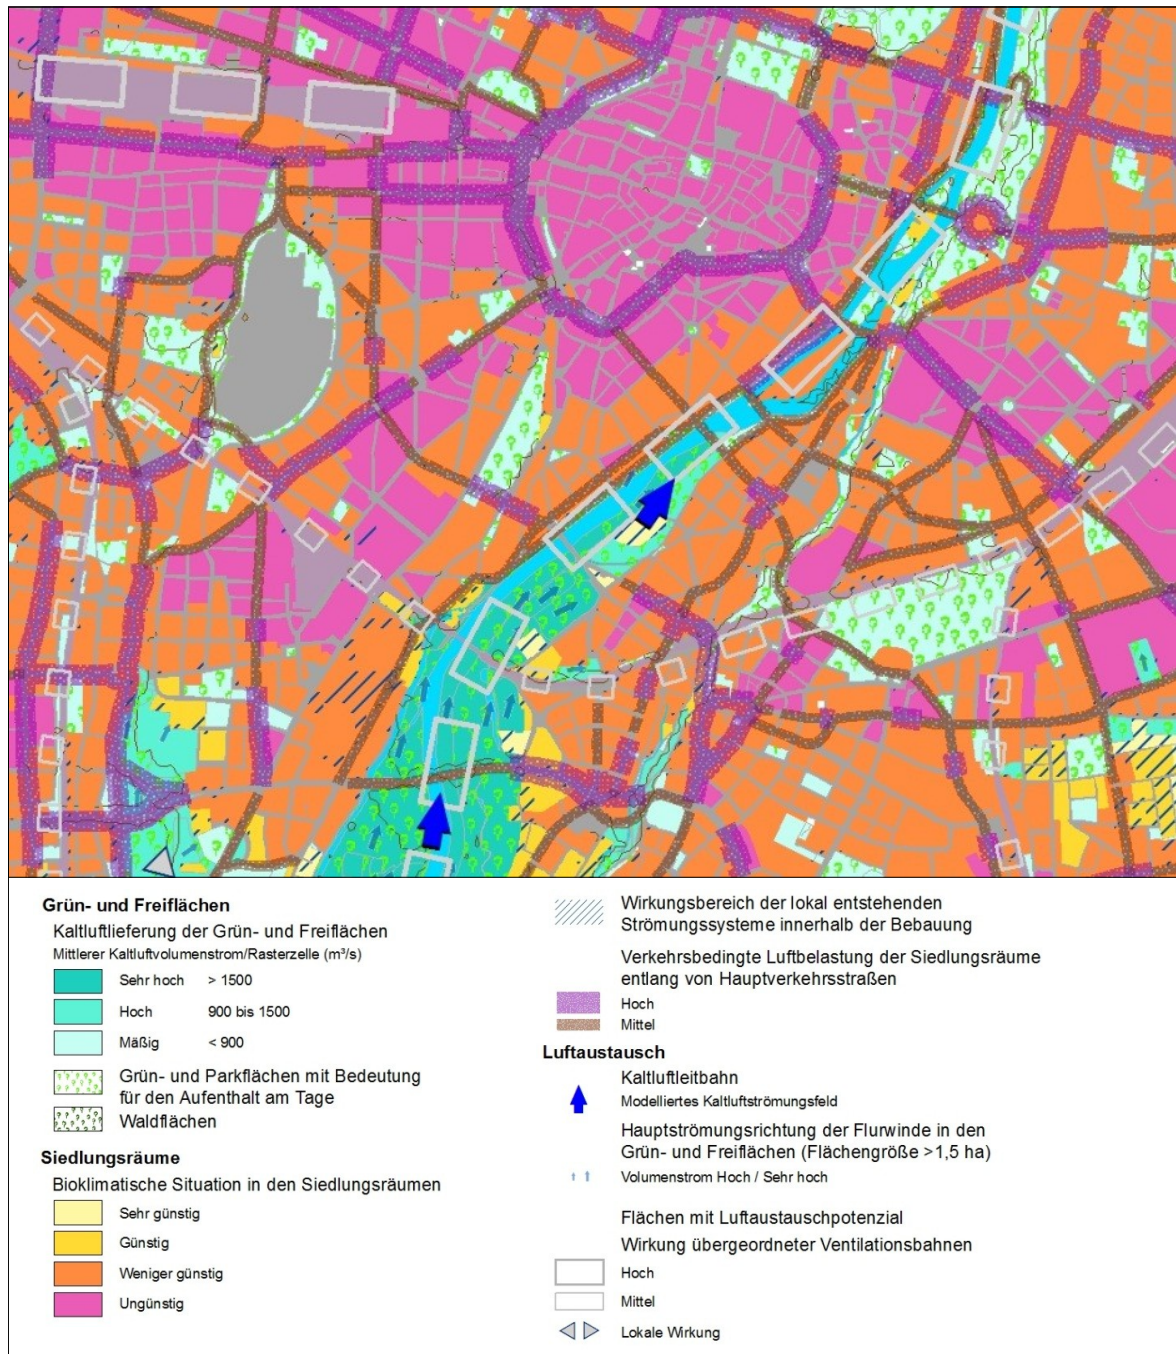 Grün- und Freiflächen
Kaltluftlieferung der Grün- und Freiflächen
Mittlerer Kaltluftvolumenstrom/Rasterzelle (m³/s)
Sehr hoch > 1500
Hoch 900 bis 1500
Mäßig < 900
Grün- und Parkflächen mit Bedeutung
für den Aufenthalt am Tage
Waldflächen
Siedlungsräume
Bioklimatische Situation in den Siedlungsräumen
Sehr günstig
Günstig
Weniger günstig
Ungünstig
Wirkungsbereich der lokal entstehenden
Strömungssysteme innerhalb der Bebauung
Verkehrsbedingte Luftbelastung der Siedlungsräume
entlang von Hauptverkehrsstraßen
Hoch
Mittel
Luftaustausch
Kaltluftleitbahn
Modelliertes Kaltluftströmungsfeld
Hauptströmungsrichtung der Flurwinde in den
Grün- und Freiflächen (Flächengröße >1,5 ha)
Volumenstrom Hoch / Sehr hoch
Flächen mit Luftaustauschpotenzial
Wirkung übergeordneter Ventilationsbahnen
Hoch
Mittel
Lokale Wirkung